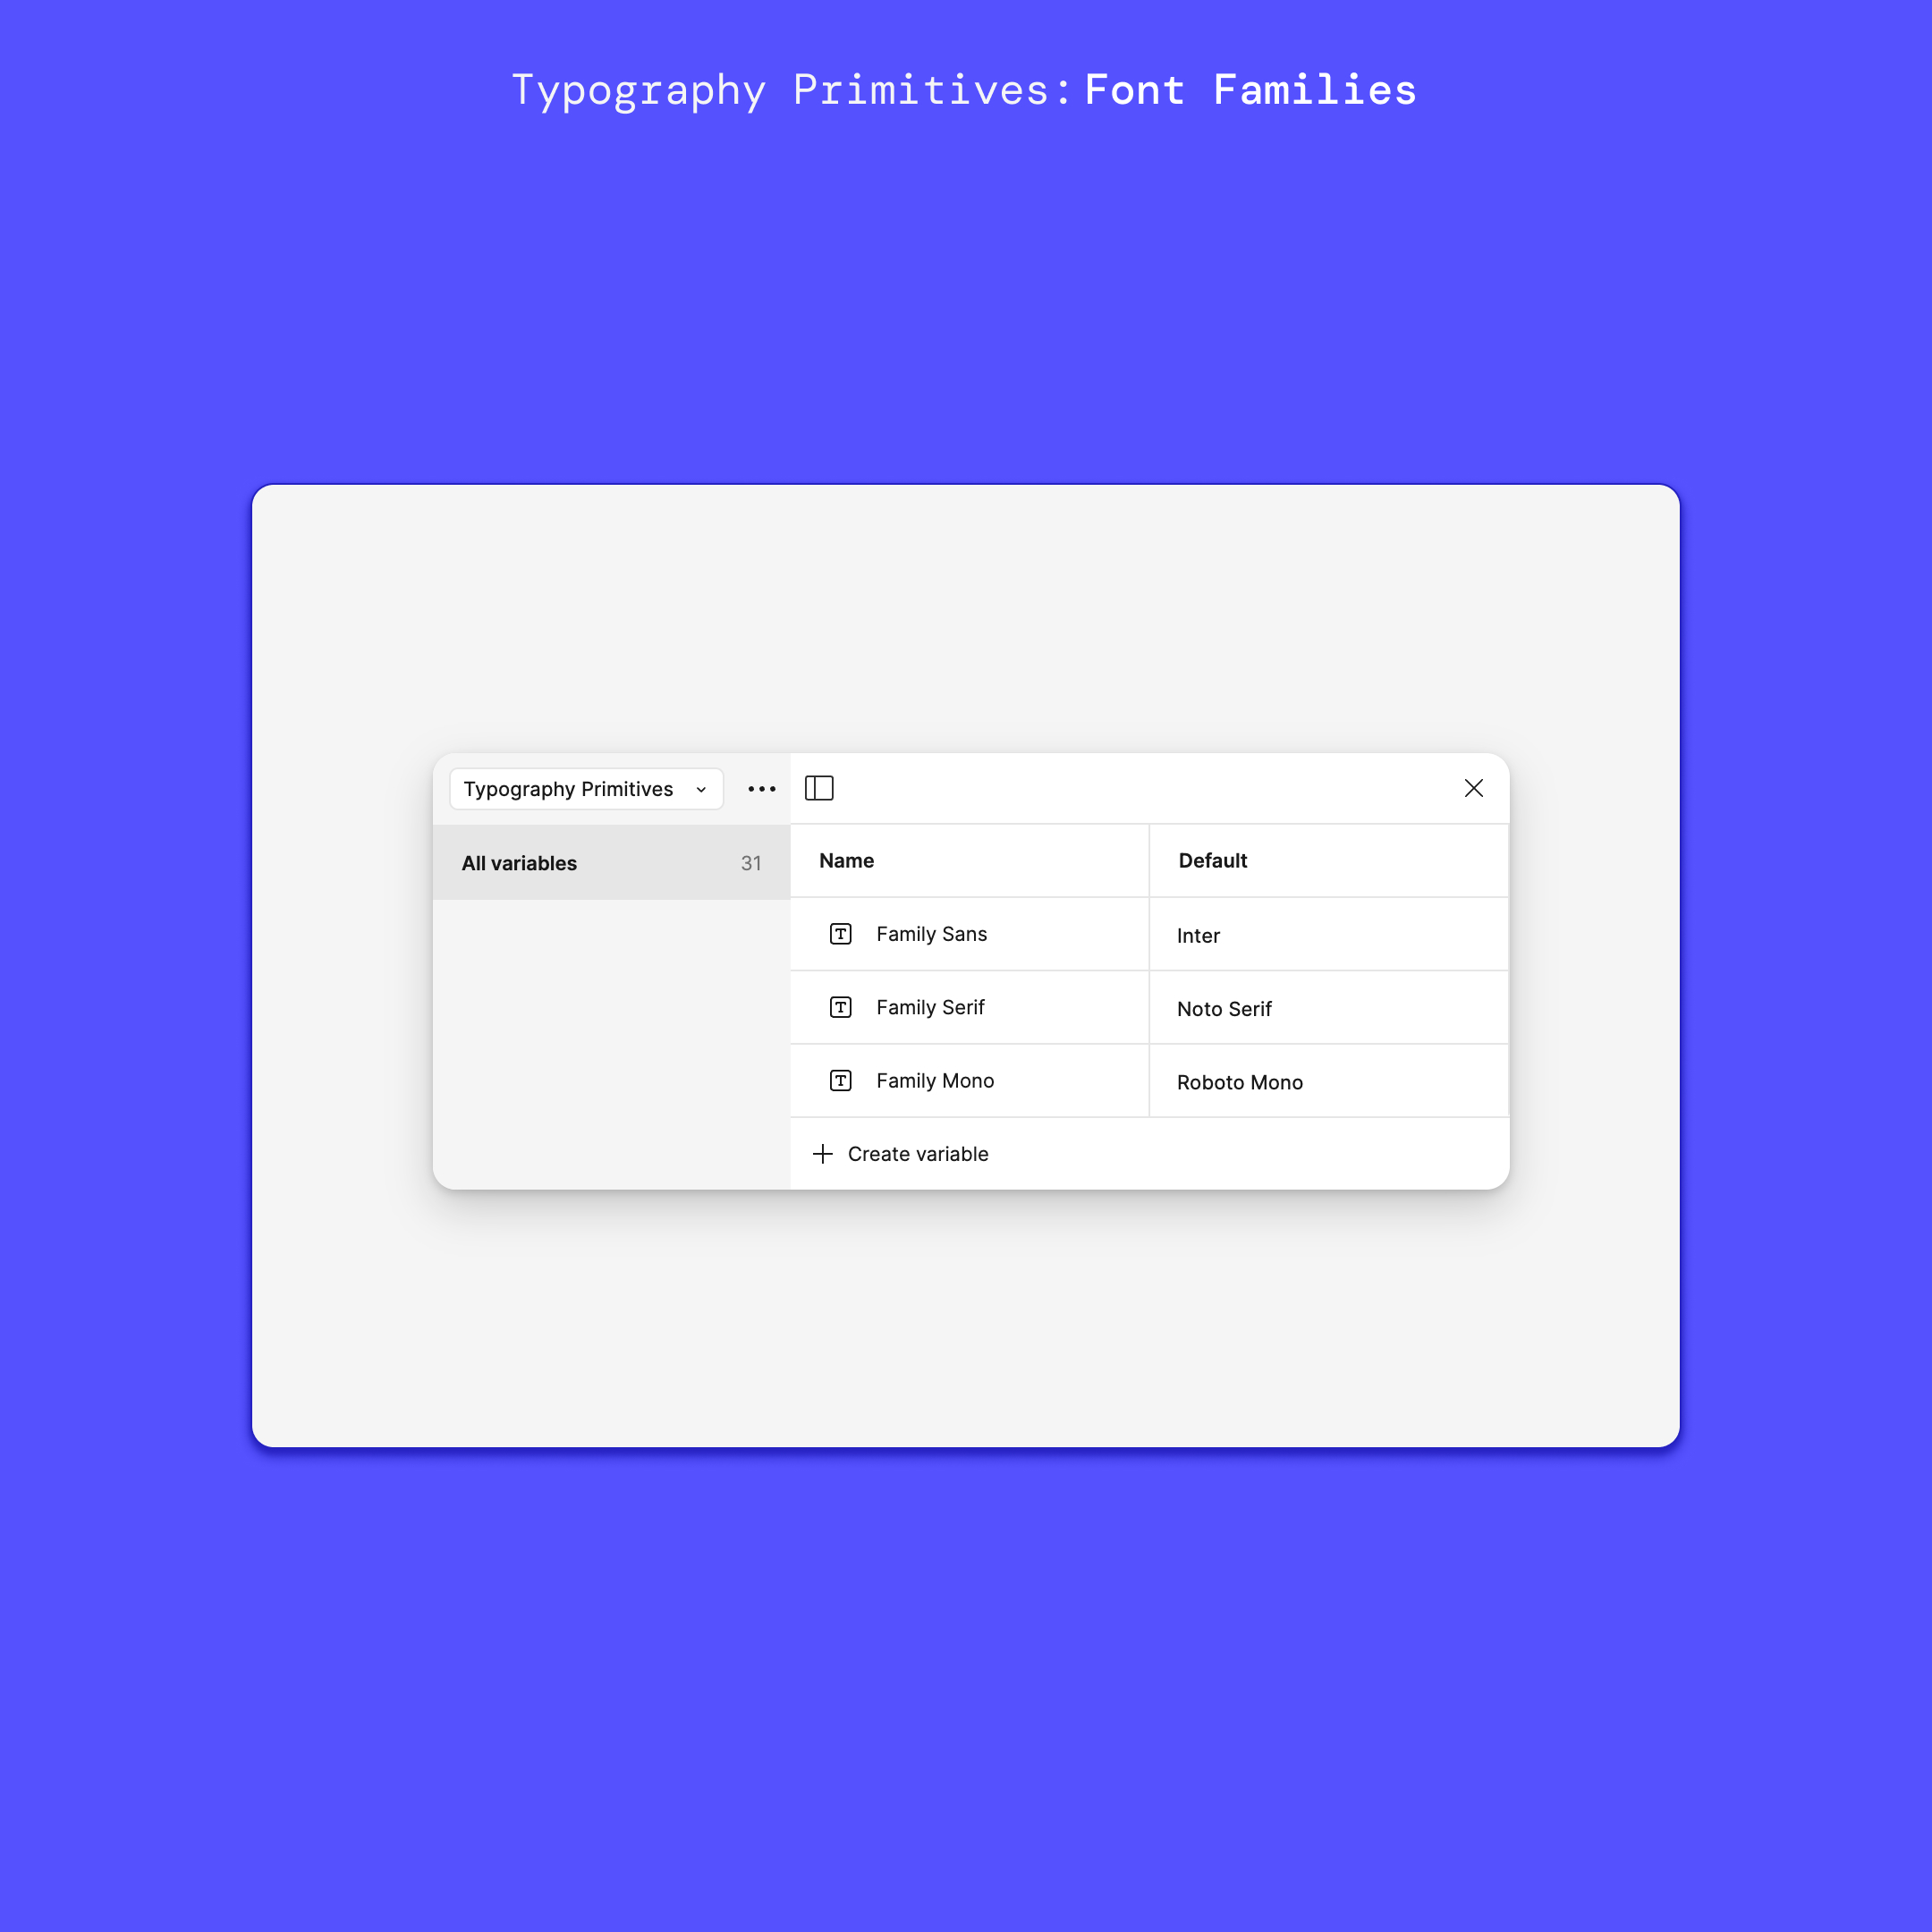 Typography Primitives: Font Families
Typography Primitives
All variables 31
Name Default
Family Sans Inter
Family Serif Noto Serif
Family Mono Roboto Mono
Create variable